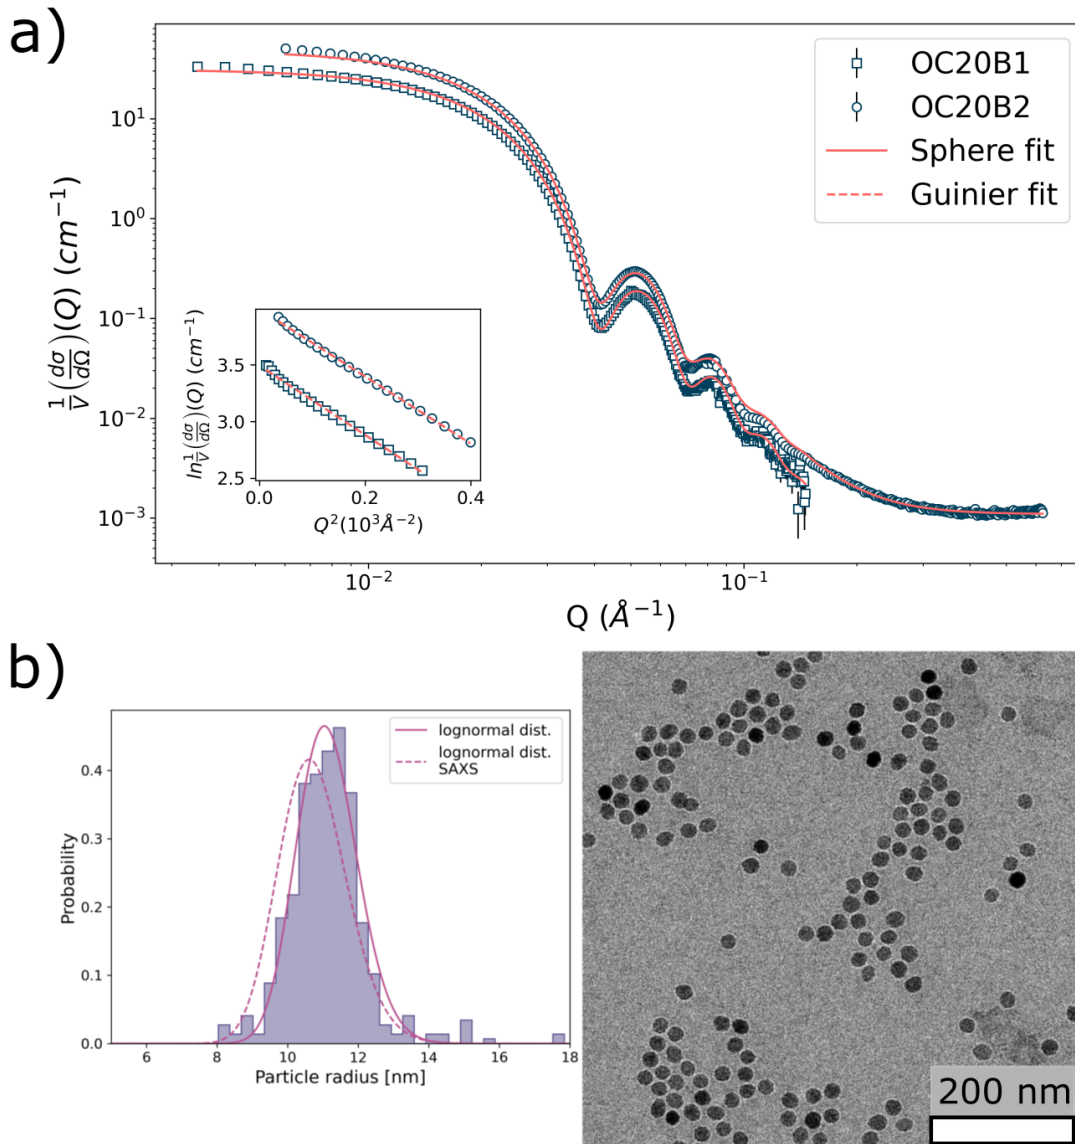 a)
OC20B1
OC20B2
Sphere fit
Guinier fit
10¹
10⁰
10⁻¹
10⁻²
10⁻³
1/V(dσ/dΩ)(Q) (cm⁻¹)
3.5
3.0
2.5
ln1/V(dσ/dΩ)(Q) (cm⁻¹)
0.0 0.2 0.4
Q²(10³Å⁻²)
10⁻² 10⁻¹
Q (Å⁻¹)
b)
lognormal dist.
lognormal dist.
SAXS
0.4
0.3
0.2
0.1
0.0
Probability
6 8 10 12 14 16 18
Particle radius [nm]
200 nm